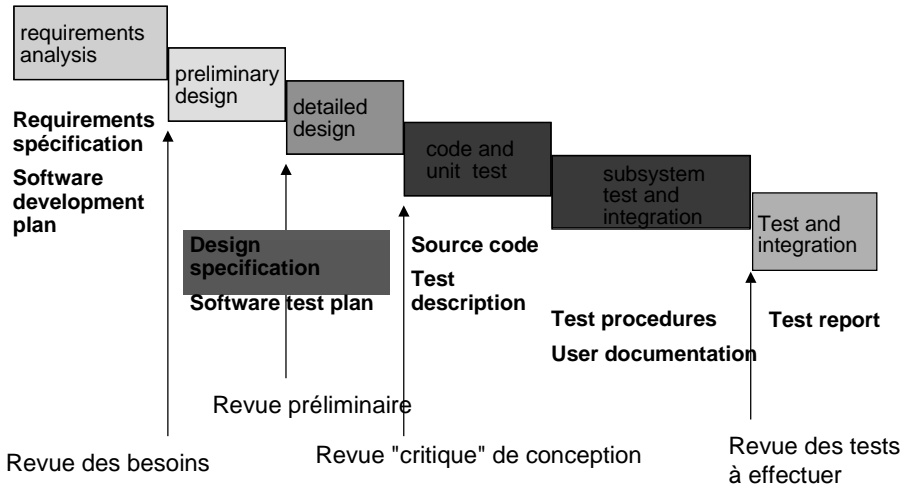 requirements
analysis
preliminary
design
detailed
design
code and
unit test
subsystem
test and
integration
Test and
integration
Requirements
spécification
Software
development
plan
Design
specification
Software test plan
Source code
Test
description
Test procedures
User documentation
Test report
Revue préliminaire
Revue des besoins
Revue "critique" de conception
Revue des tests
à effectuer